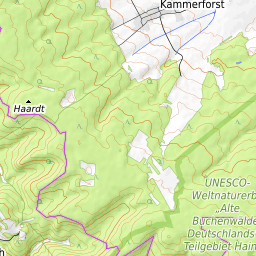 Kammerforst
Haardt
UNESCO-
Weltnaturerb
„Alte
Buchenwälde
Deutschlands
Teilgebiet Hain
h